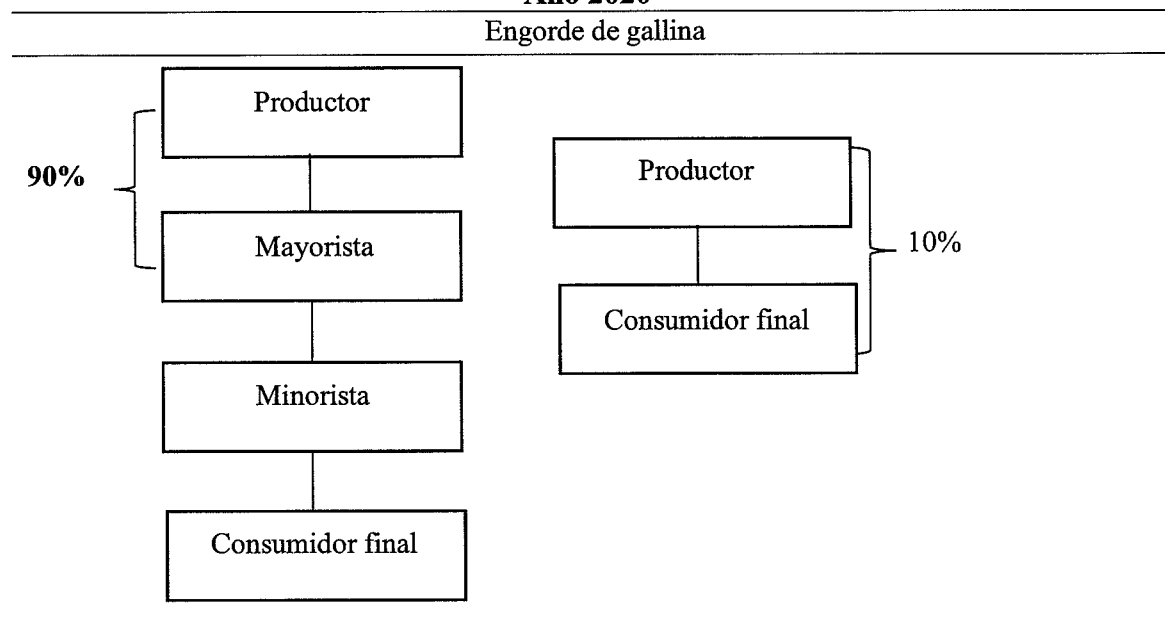 Engorde de gallina
Productor
90%
Mayorista
Minorista
Consumidor final
Productor
10%
Consumidor final